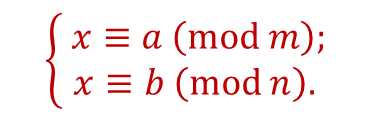 x ≡ a (mod m);
x ≡ b (mod n).